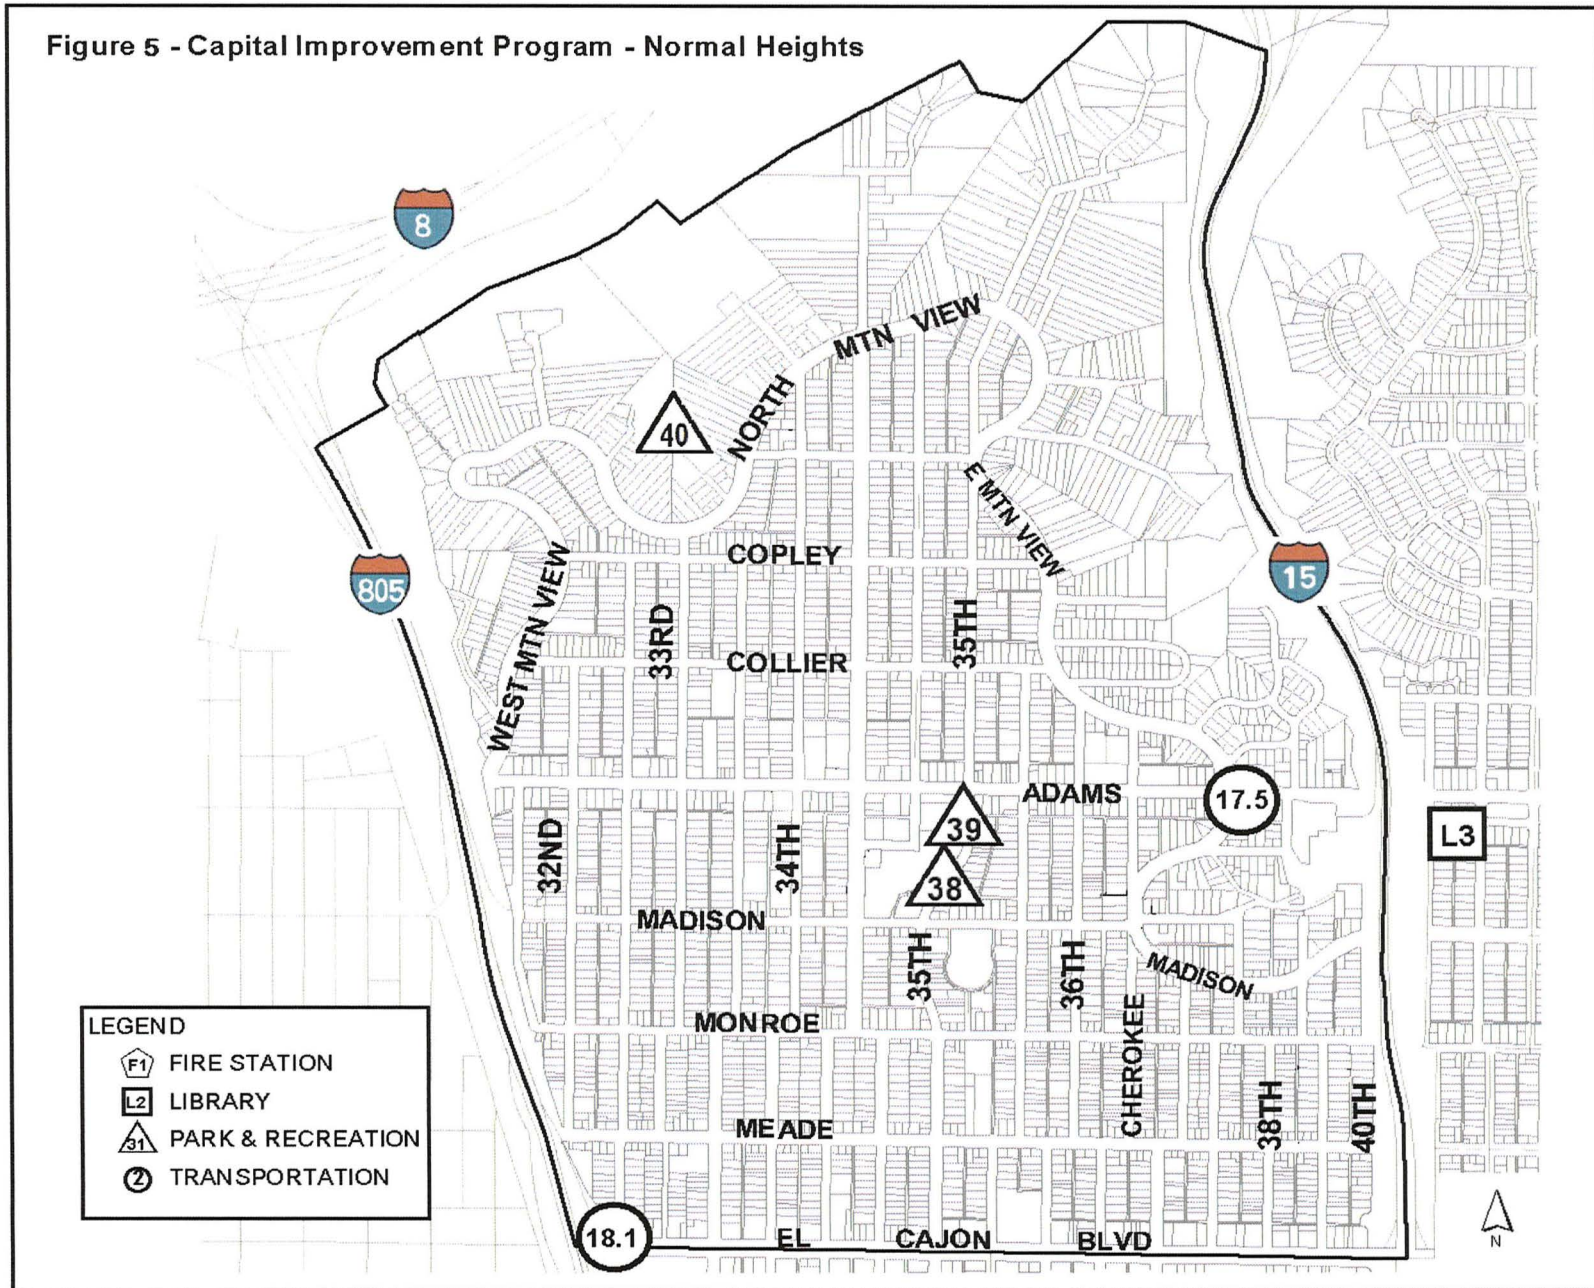 Figure 5 - Capital Improvement Program - Normal Heights
8
MTN VIEW
NORTH
40
E MTN VIEW
COPLEY
805
15
WEST MTN VIEW
33RD
35TH
COLLIER
ADAMS
17.5
39
L3
32ND
34TH
38
MADISON
35TH
36TH
MADISON
MONROE
CHEROKEE
38TH
40TH
MEADE
LEGEND
F1 FIRE STATION
L2 LIBRARY
31 PARK & RECREATION
2 TRANSPORTATION
18.1
EL CAJON BLVD
N